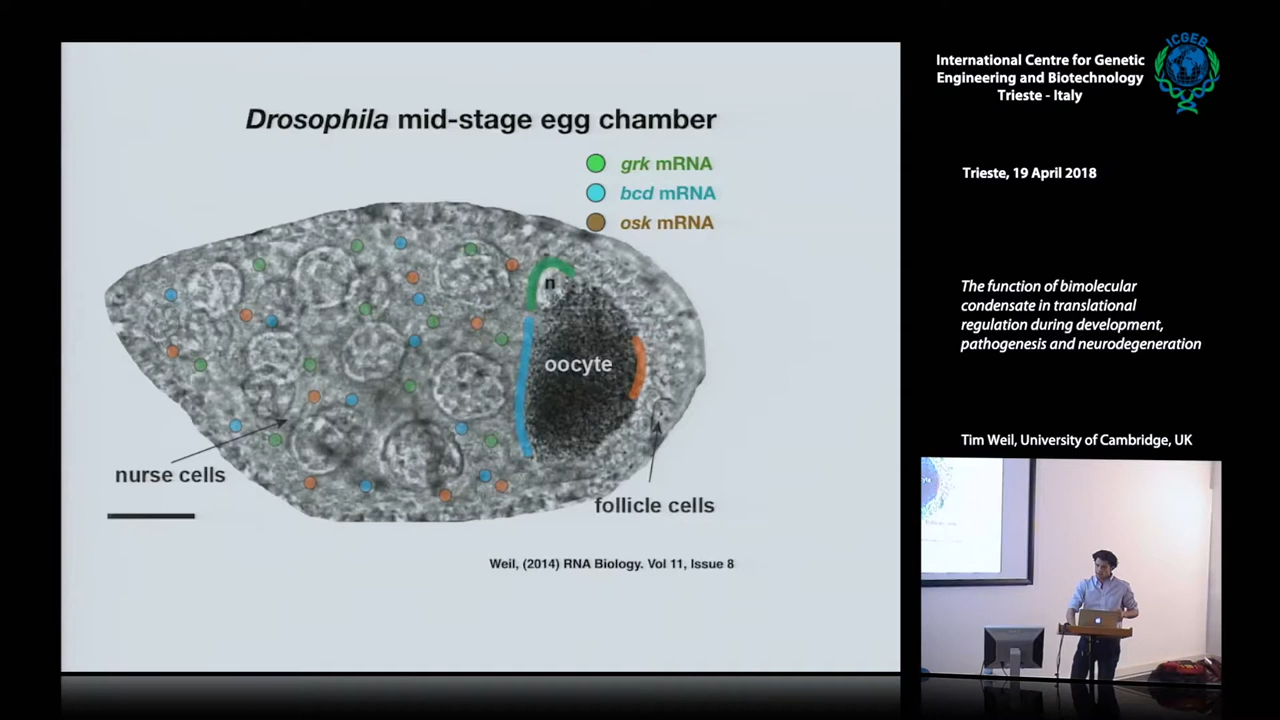 Drosophila mid-stage egg chamber
grk mRNA
bcd mRNA
osk mRNA
n
oocyte
nurse cells
follicle cells
Weil, (2014) RNA Biology. Vol 11, Issue 8
International Centre for Genetic
Engineering and Biotechnology
Trieste - Italy
ICGEB
Trieste, 19 April 2018
The function of bimolecular
condensate in translational
regulation during development,
pathogenesis and neurodegeneration
Tim Weil, University of Cambridge, UK